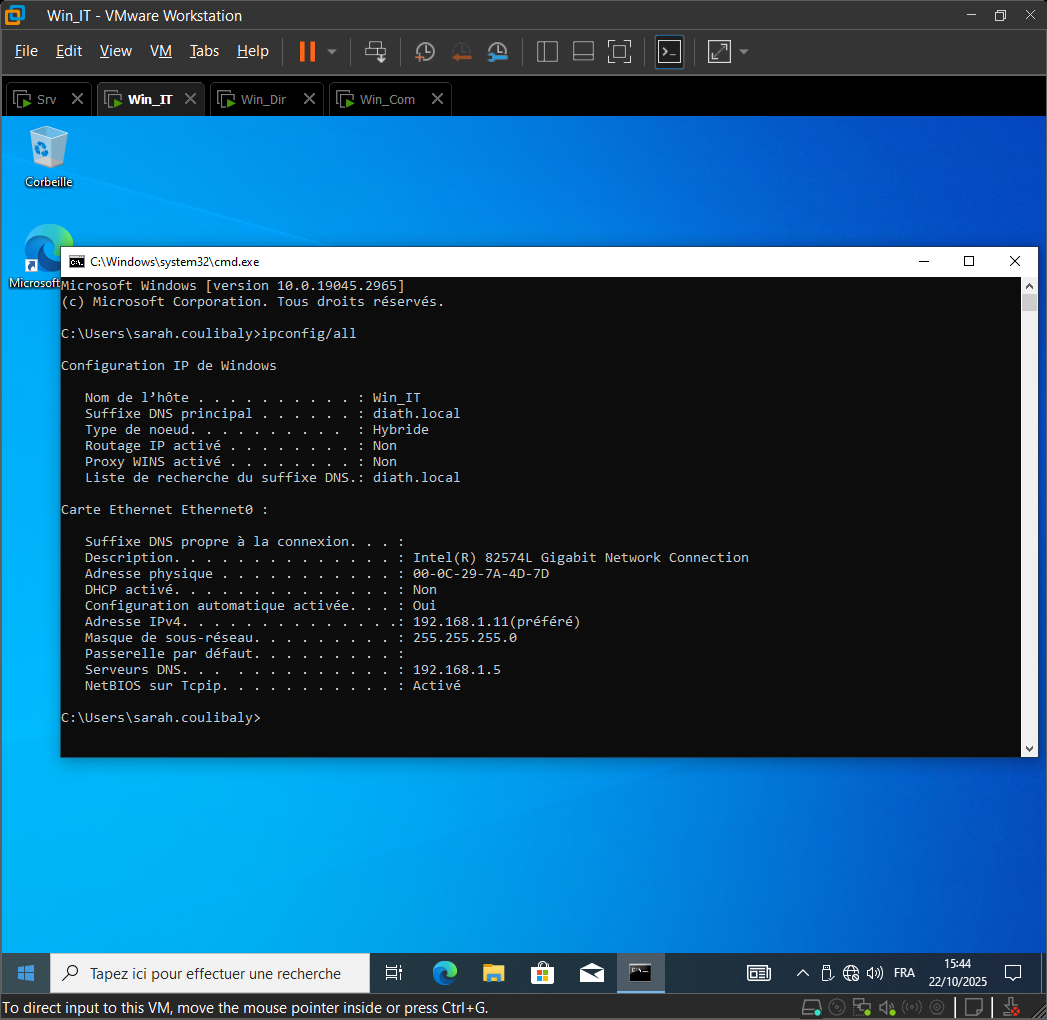 Win_IT - VMware Workstation
File Edit View VM Tabs Help
Srv Win_IT Win_Dir Win_Com
Corbeille
Microsoft
C:\Windows\system32\cmd.exe
Microsoft Windows [version 10.0.19045.2965]
(c) Microsoft Corporation. Tous droits réservés.
C:\Users\sarah.coulibaly>ipconfig/all
Configuration IP de Windows
Nom de l’hôte . . . . . . . . . . : Win_IT
Suffixe DNS principal . . . . . . : diath.local
Type de noeud. . . . . . . . . .  : Hybride
Routage IP activé . . . . . . . . : Non
Proxy WINS activé . . . . . . . . : Non
Liste de recherche du suffixe DNS.: diath.local
Carte Ethernet Ethernet0 :
Suffixe DNS propre à la connexion. . . :
Description. . . . . . . . . . . . . . : Intel(R) 82574L Gigabit Network Connection
Adresse physique . . . . . . . . . . . : 00-0C-29-7A-4D-7D
DHCP activé. . . . . . . . . . . . . . : Non
Configuration automatique activée. . . : Oui
Adresse IPv4. . . . . . . . . . . . . .: 192.168.1.11(préféré)
Masque de sous-réseau. . . . . . . . . : 255.255.255.0
Passerelle par défaut. . . . . . . . . :
Serveurs DNS. . .  . . . . . . . . . . : 192.168.1.5
NetBIOS sur Tcpip. . . . . . . . . . . : Activé
C:\Users\sarah.coulibaly>
Tapez ici pour effectuer une recherche
FRA
15:44
22/10/2025
To direct input to this VM, move the mouse pointer inside or press Ctrl+G.